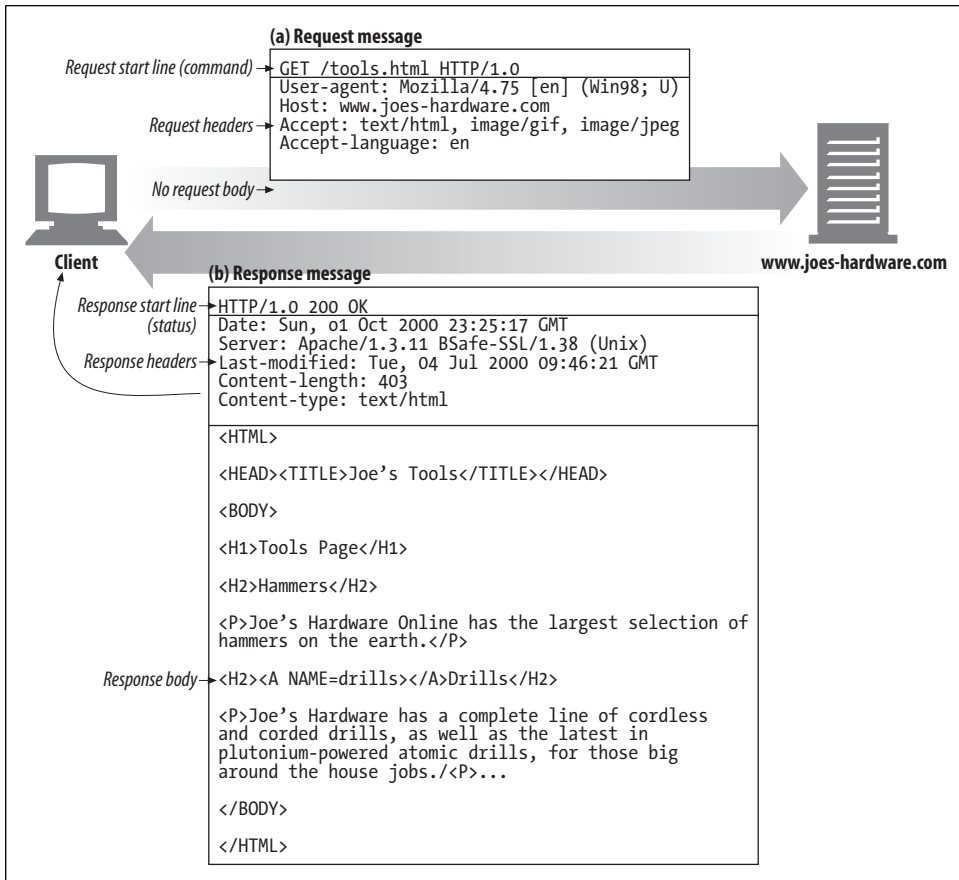 (a) Request message
Request start line (command)
GET /tools.html HTTP/1.0
User-agent: Mozilla/4.75 [en] (Win98; U)
Host: www.joes-hardware.com
Request headers
Accept: text/html, image/gif, image/jpeg
Accept-language: en
No request body
Client
www.joes-hardware.com
(b) Response message
Response start line
(status)
HTTP/1.0 200 OK
Date: Sun, o1 Oct 2000 23:25:17 GMT
Server: Apache/1.3.11 BSafe-SSL/1.38 (Unix)
Response headers
Last-modified: Tue, 04 Jul 2000 09:46:21 GMT
Content-length: 403
Content-type: text/html
<HTML>
<HEAD><TITLE>Joe's Tools</TITLE></HEAD>
<BODY>
<H1>Tools Page</H1>
<H2>Hammers</H2>
<P>Joe's Hardware Online has the largest selection of
hammers on the earth.</P>
Response body
<H2><A NAME=drills></A>Drills</H2>
<P>Joe's Hardware has a complete line of cordless
and corded drills, as well as the latest in
plutonium-powered atomic drills, for those big
around the house jobs./<P>...
</BODY>
</HTML>